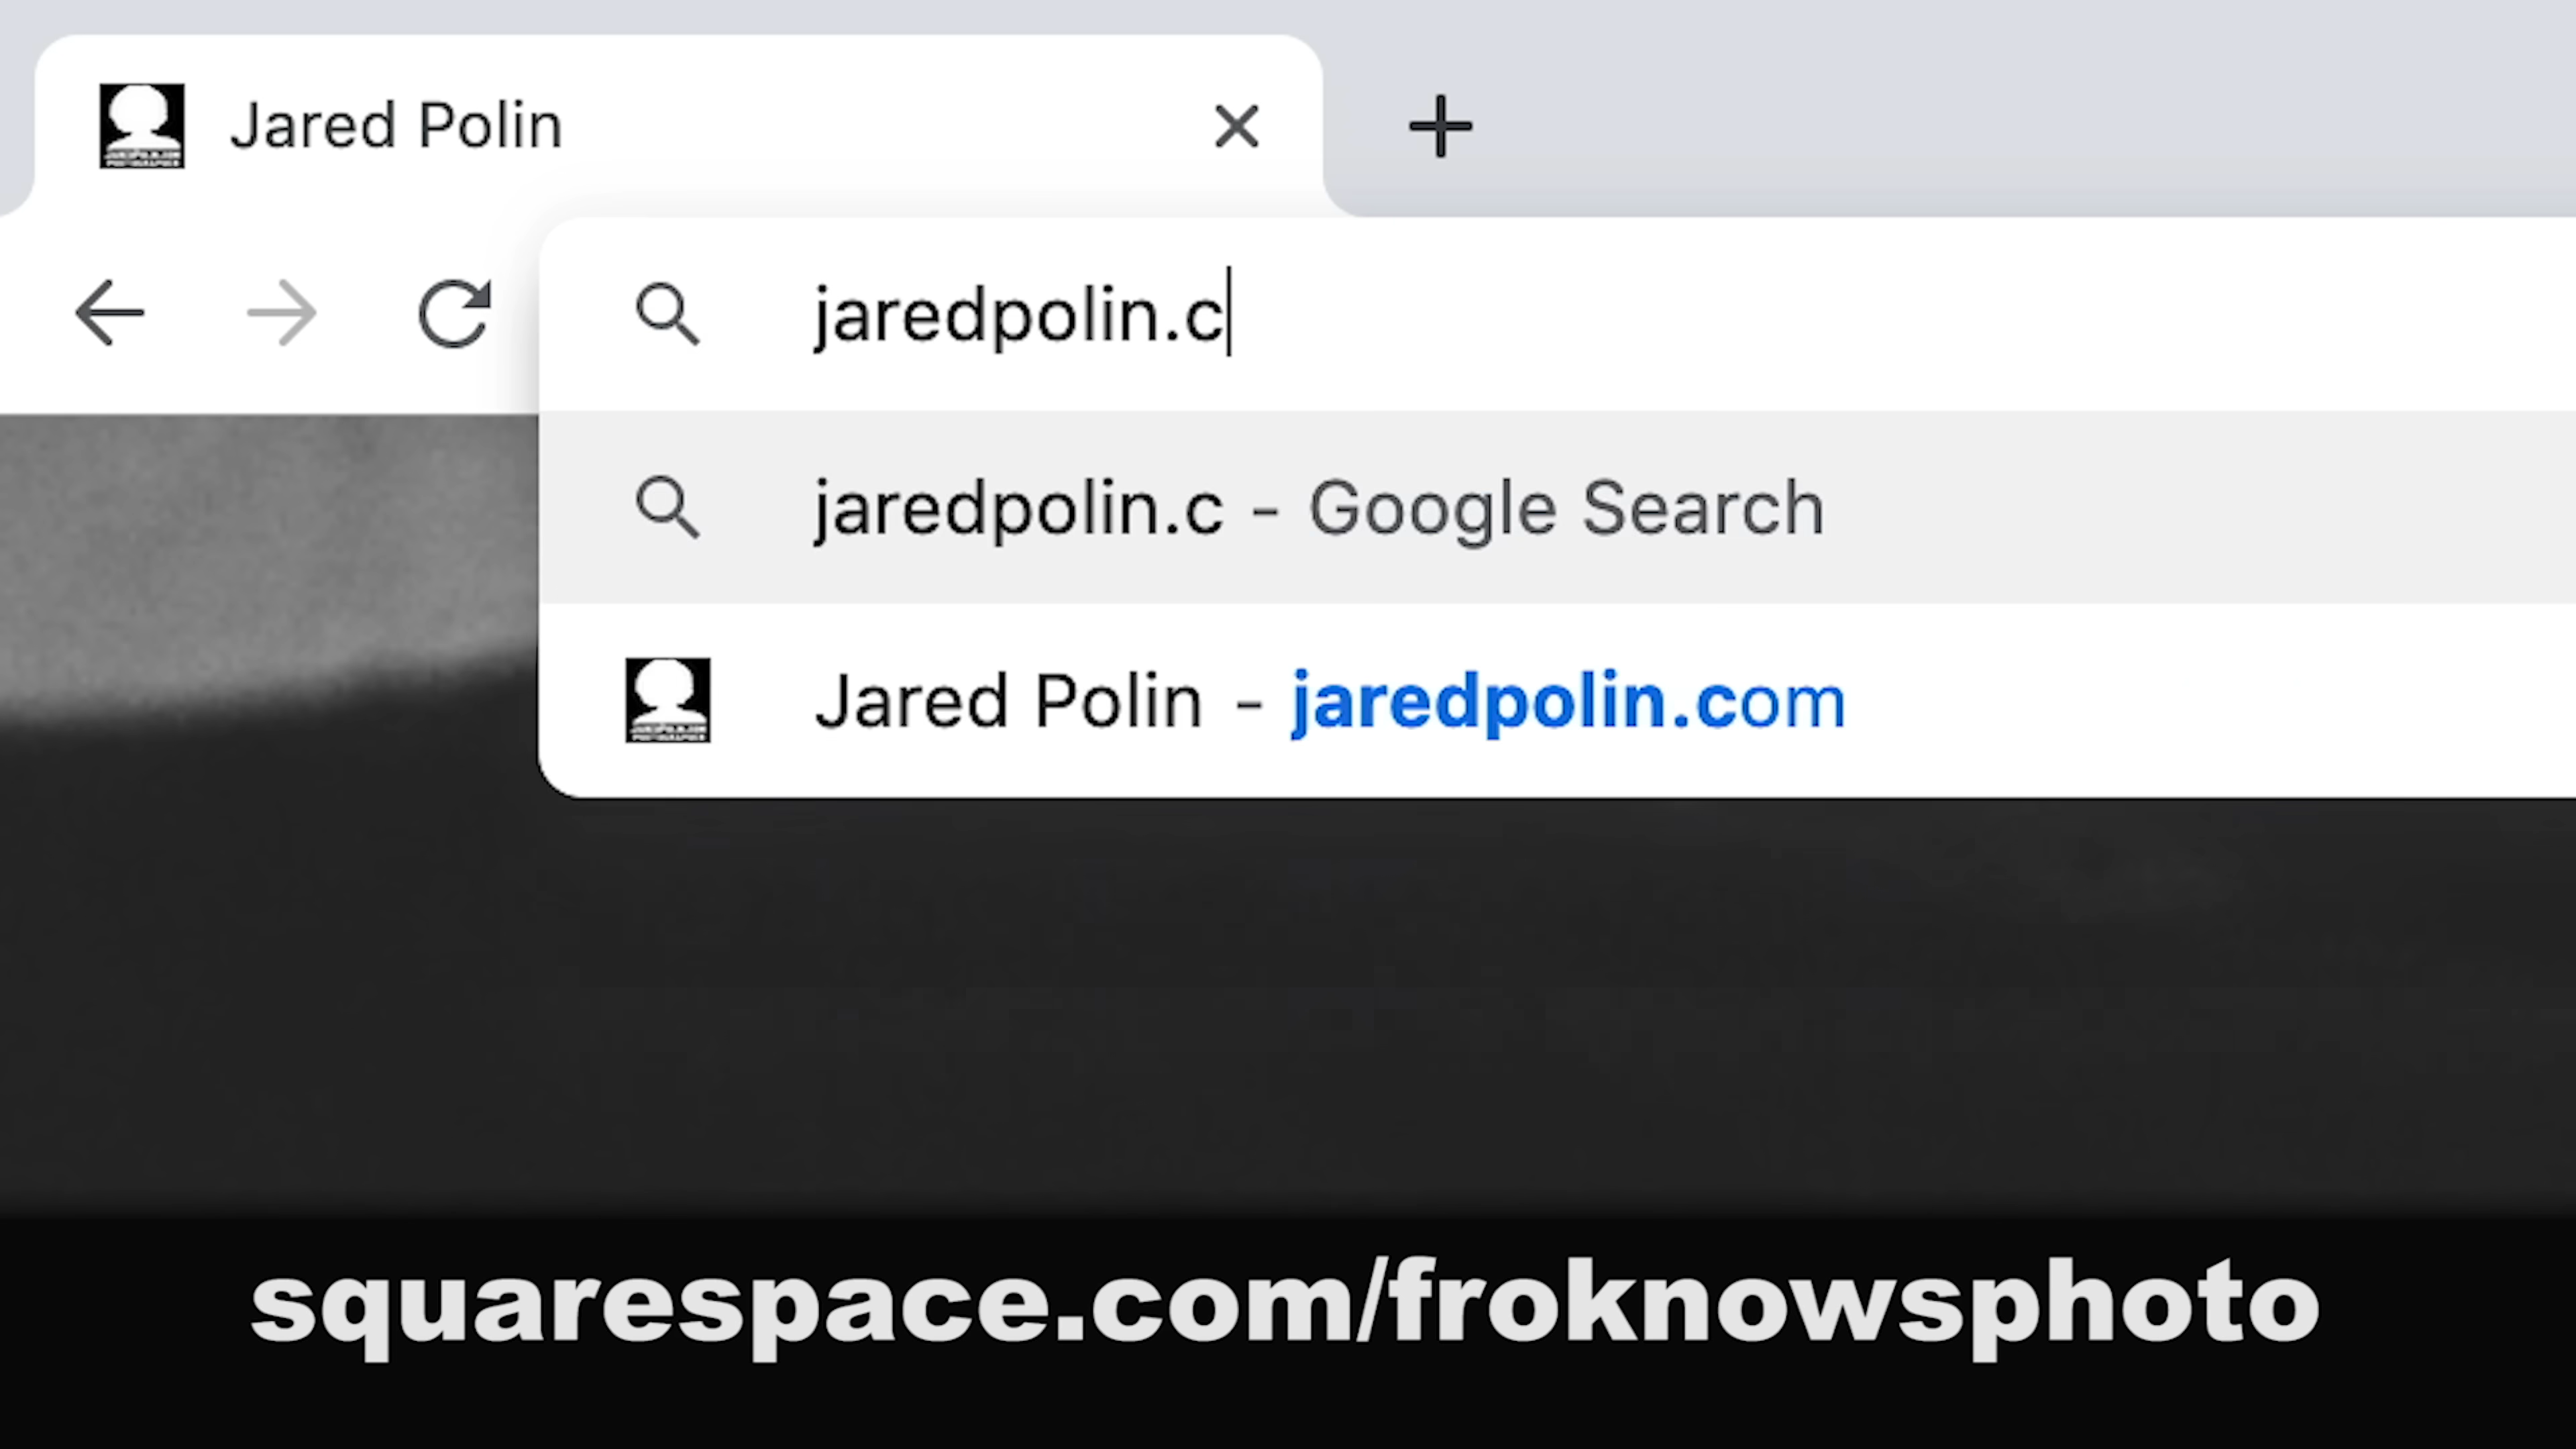 Jared Polin
jaredpolin.c
jaredpolin.c - Google Search
Jared Polin - jaredpolin.com
squarespace.com/froknowsphoto